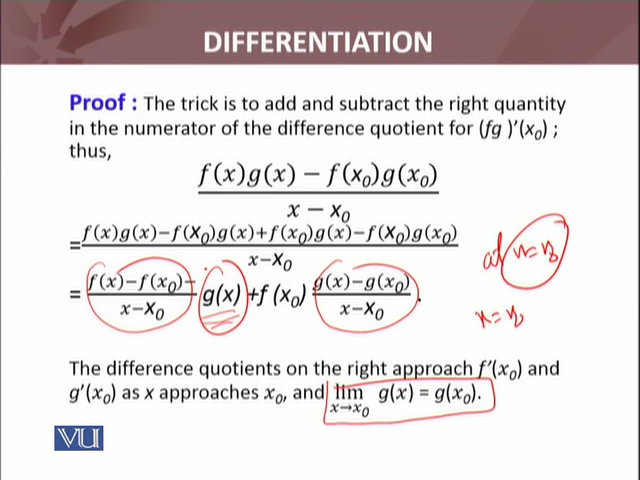 DIFFERENTIATION
Proof : The trick is to add and subtract the right quantity
in the numerator of the difference quotient for (fg )’(x₀) ;
thus,
f(x)g(x) − f(x₀)g(x₀)
x − x₀
=f(x)g(x)−f(x₀)g(x)+f(x₀)g(x)−f(x₀)g(x₀)
x−x₀
= f(x)−f(x₀) g(x) +f (x₀) g(x)−g(x₀) .
x−x₀ x−x₀
at x=x₀
x=x₀
The difference quotients on the right approach f’(x₀) and
g’(x₀) as x approaches x₀, and lim g(x) = g(x₀).
x→x₀
VU